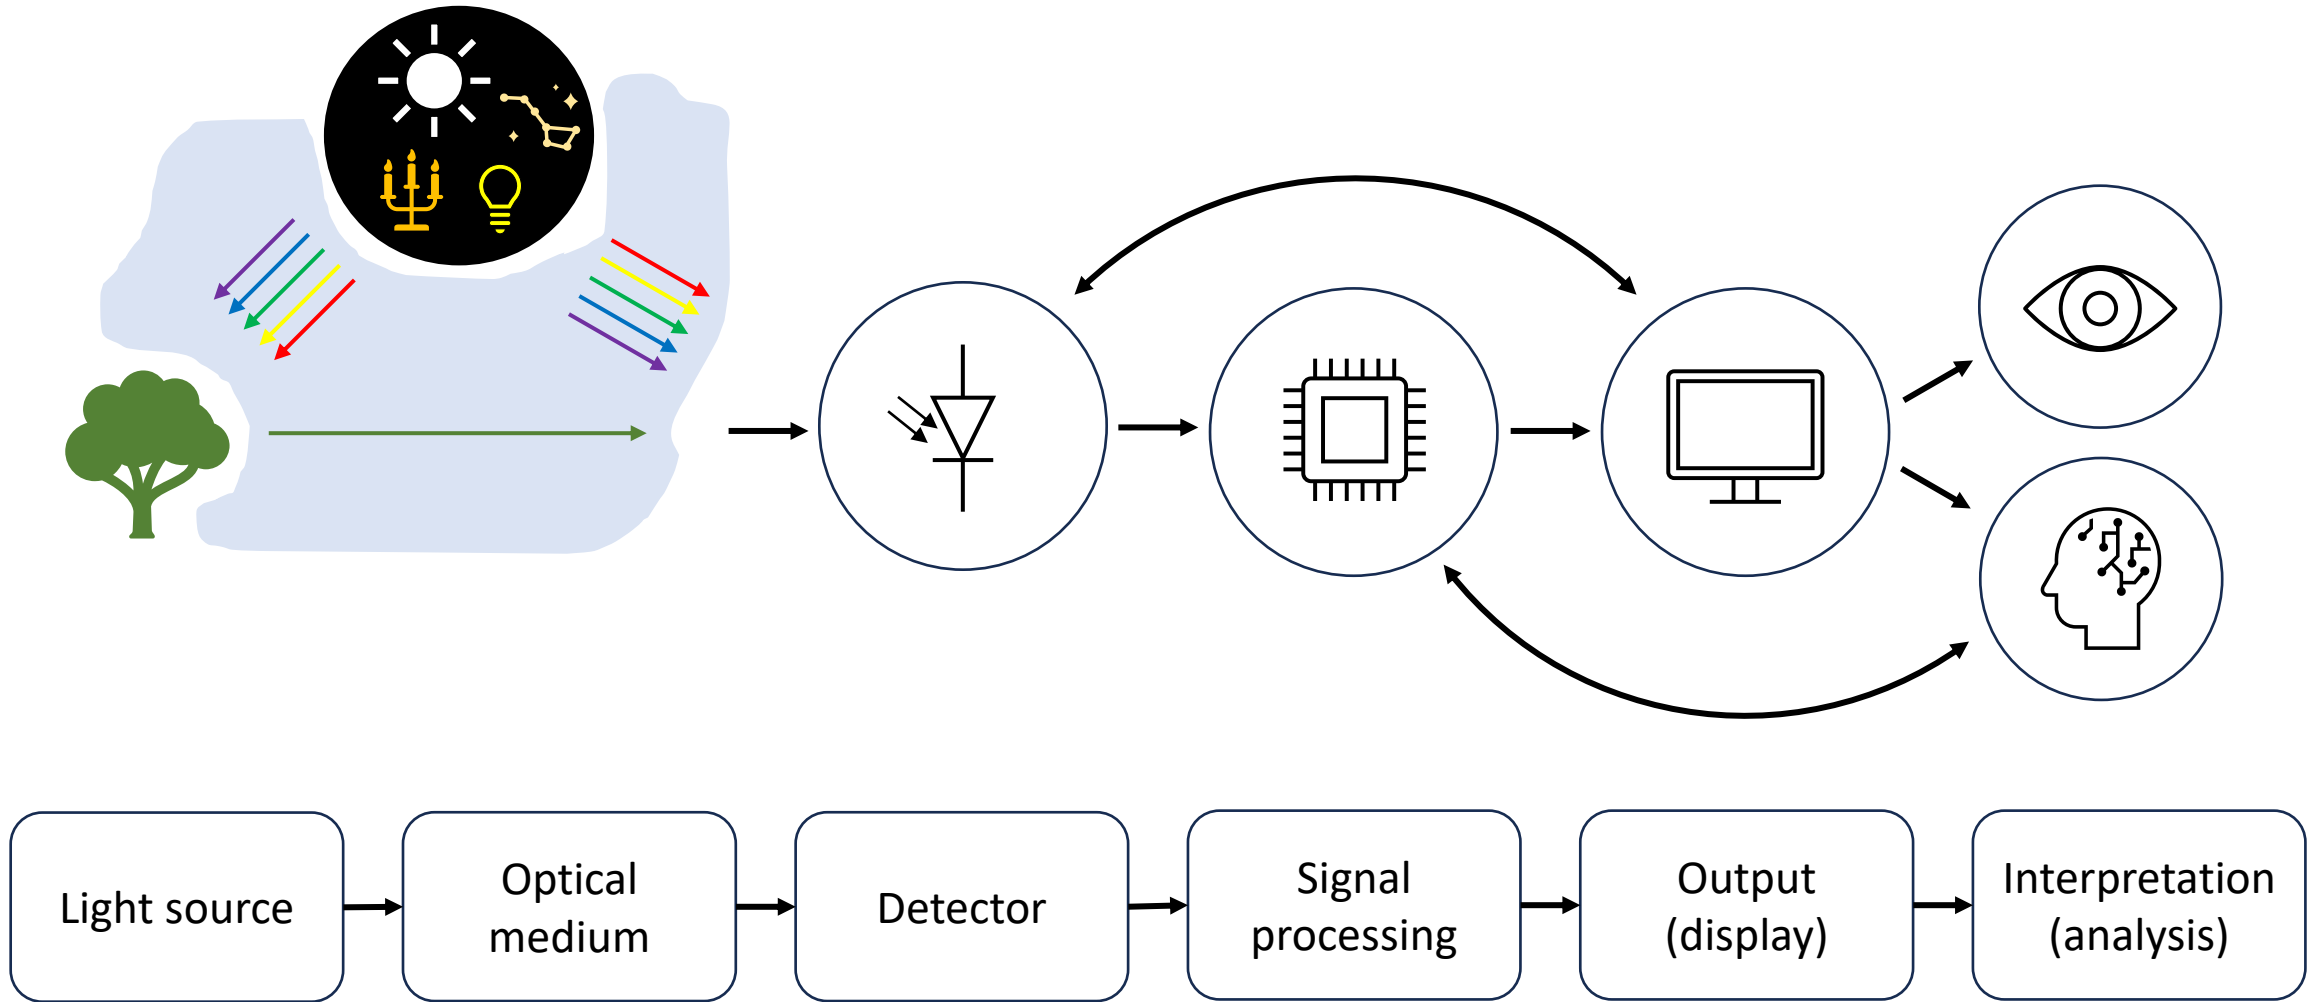 Light source
Optical
medium
Detector
Signal
processing
Output
(display)
Interpretation
(analysis)